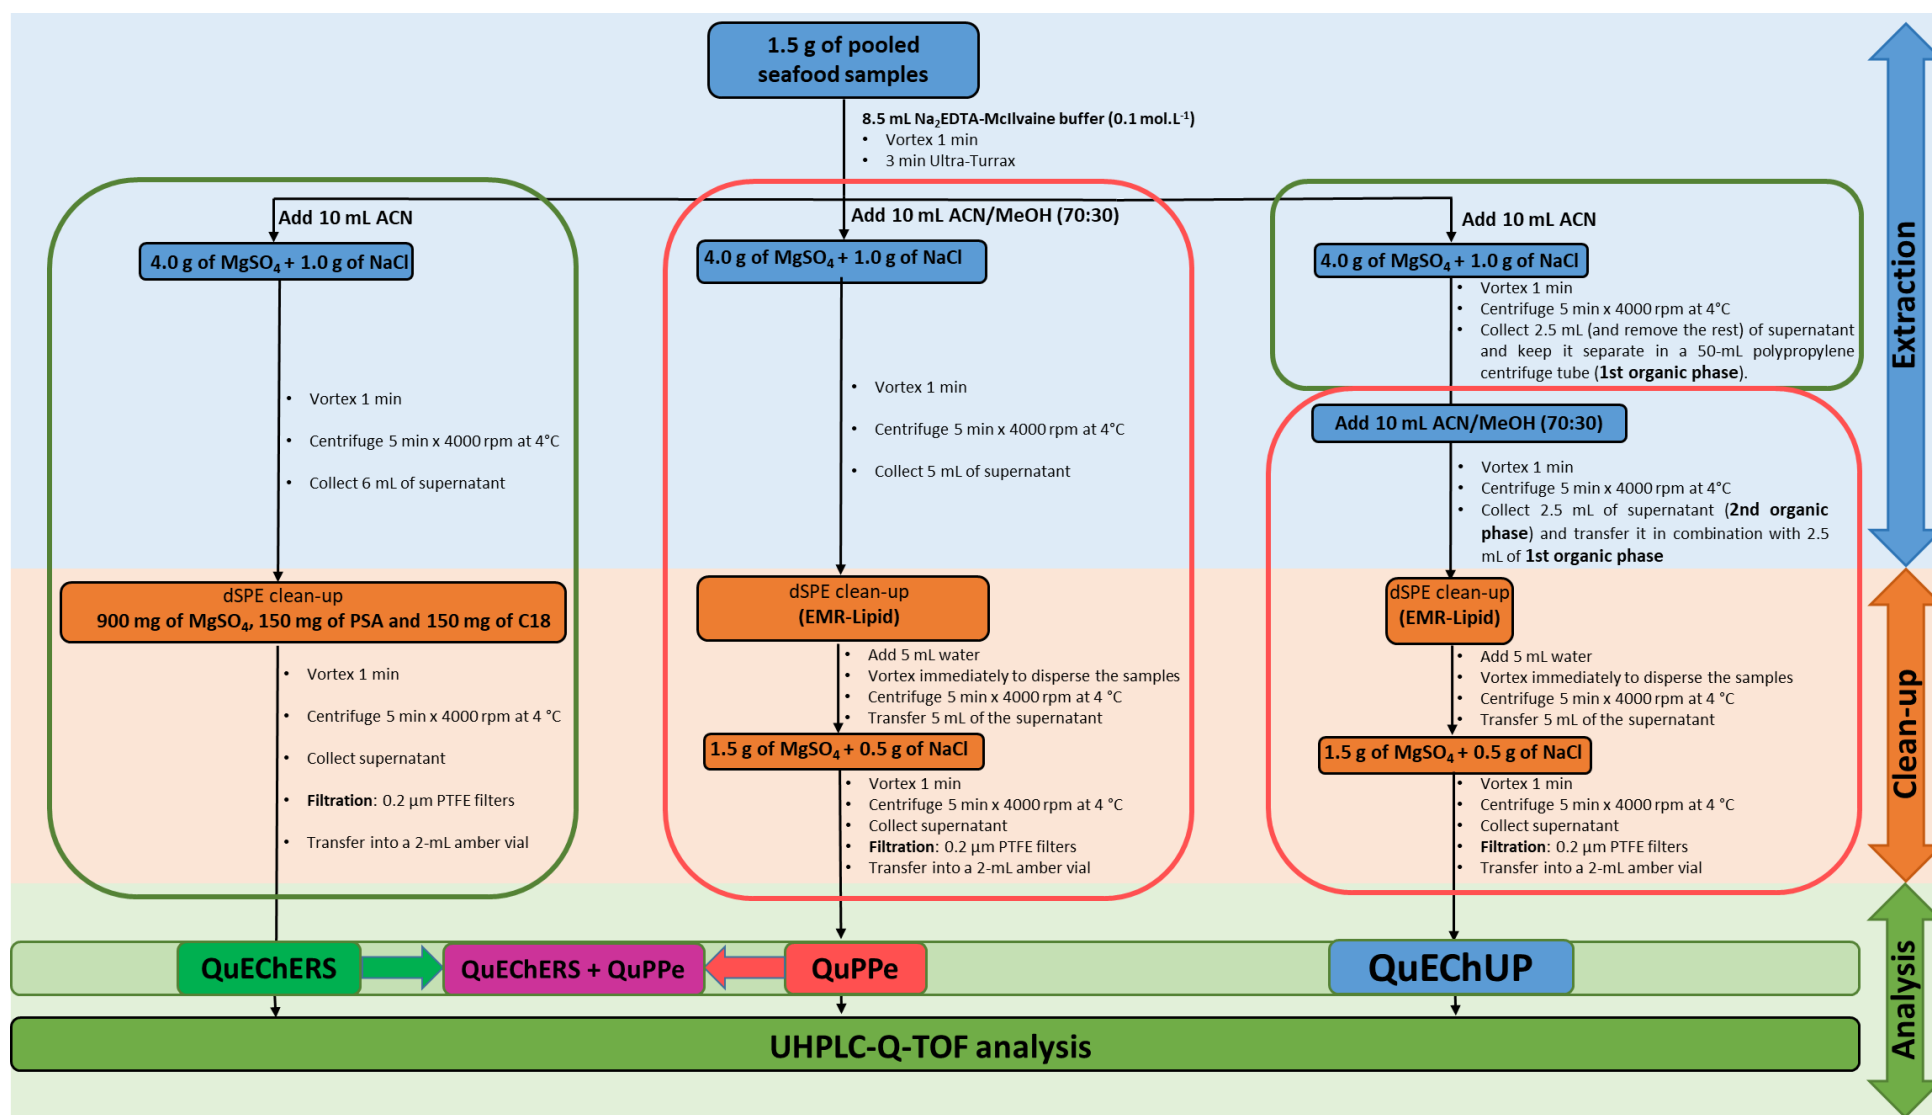 1.5 g of pooled
seafood samples
8.5 mL Na₂EDTA-McIlvaine buffer (0.1 mol.L⁻¹)
• Vortex 1 min
• 3 min Ultra-Turrax
Add 10 mL ACN
4.0 g of MgSO₄ + 1.0 g of NaCl
• Vortex 1 min
• Centrifuge 5 min x 4000 rpm at 4°C
• Collect 6 mL of supernatant
dSPE clean-up
900 mg of MgSO₄, 150 mg of PSA and 150 mg of C18
• Vortex 1 min
• Centrifuge 5 min x 4000 rpm at 4 °C
• Collect supernatant
• Filtration: 0.2 µm PTFE filters
• Transfer into a 2-mL amber vial
Add 10 mL ACN/MeOH (70:30)
4.0 g of MgSO₄ + 1.0 g of NaCl
• Vortex 1 min
• Centrifuge 5 min x 4000 rpm at 4°C
• Collect 5 mL of supernatant
dSPE clean-up
(EMR-Lipid)
• Add 5 mL water
• Vortex immediately to disperse the samples
• Centrifuge 5 min x 4000 rpm at 4 °C
• Transfer 5 mL of the supernatant
1.5 g of MgSO₄ + 0.5 g of NaCl
• Vortex 1 min
• Centrifuge 5 min x 4000 rpm at 4 °C
• Collect supernatant
• Filtration: 0.2 µm PTFE filters
• Transfer into a 2-mL amber vial
Add 10 mL ACN
4.0 g of MgSO₄ + 1.0 g of NaCl
• Vortex 1 min
• Centrifuge 5 min x 4000 rpm at 4°C
• Collect 2.5 mL (and remove the rest) of supernatant
and keep it separate in a 50-mL polypropylene
centrifuge tube (1st organic phase).
Add 10 mL ACN/MeOH (70:30)
• Vortex 1 min
• Centrifuge 5 min x 4000 rpm at 4°C
• Collect 2.5 mL of supernatant (2nd organic
phase) and transfer it in combination with 2.5
mL of 1st organic phase
dSPE clean-up
(EMR-Lipid)
• Add 5 mL water
• Vortex immediately to disperse the samples
• Centrifuge 5 min x 4000 rpm at 4 °C
• Transfer 5 mL of the supernatant
1.5 g of MgSO₄ + 0.5 g of NaCl
• Vortex 1 min
• Centrifuge 5 min x 4000 rpm at 4 °C
• Collect supernatant
• Filtration: 0.2 µm PTFE filters
• Transfer into a 2-mL amber vial
Extraction
Clean-up
Analysis
QuEChERS
QuEChERS + QuPPe
QuPPe
QuEChUP
UHPLC-Q-TOF analysis